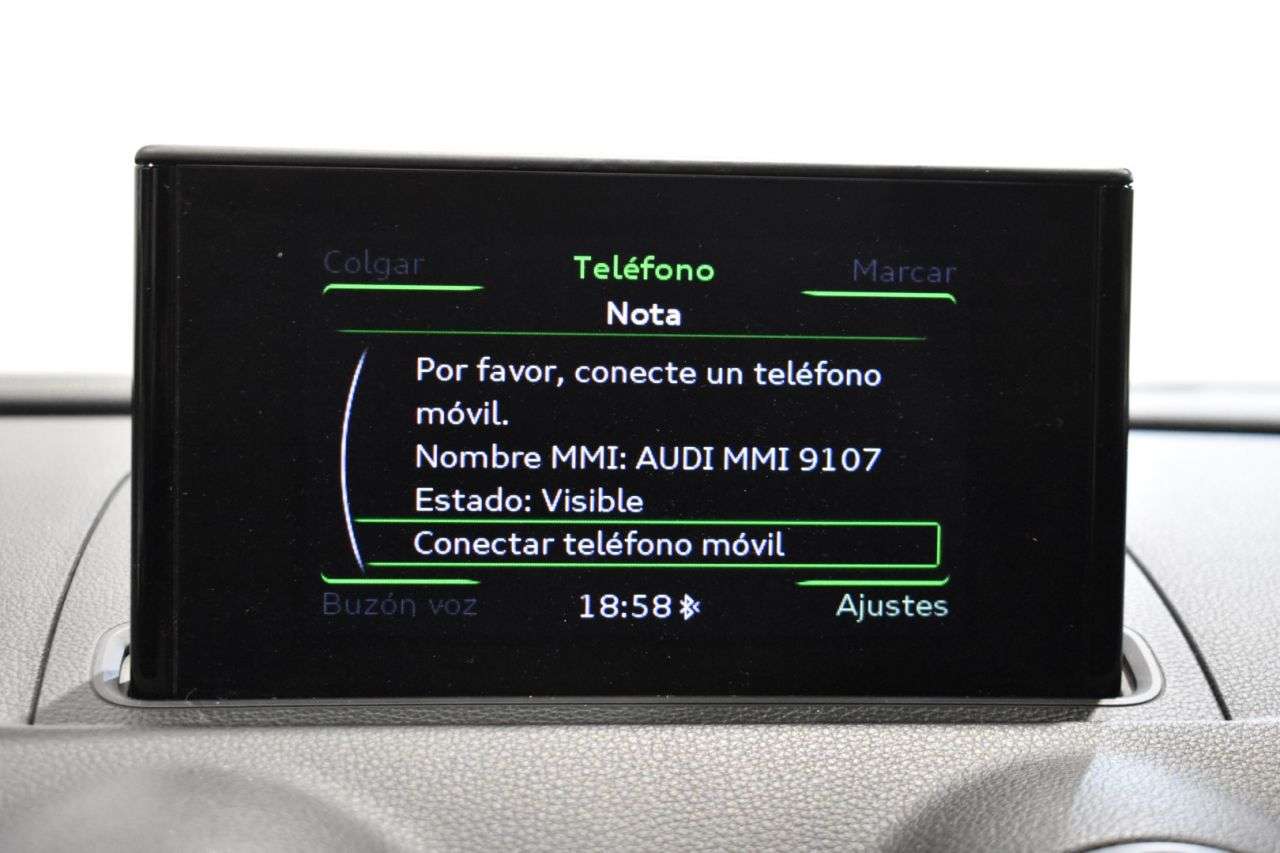 Colgar Teléfono Marcar
Nota
Por favor, conecte un teléfono
móvil.
Nombre MMI: AUDI MMI 9107
Estado: Visible
Conectar teléfono móvil
Buzón voz 18:58 Ajustes